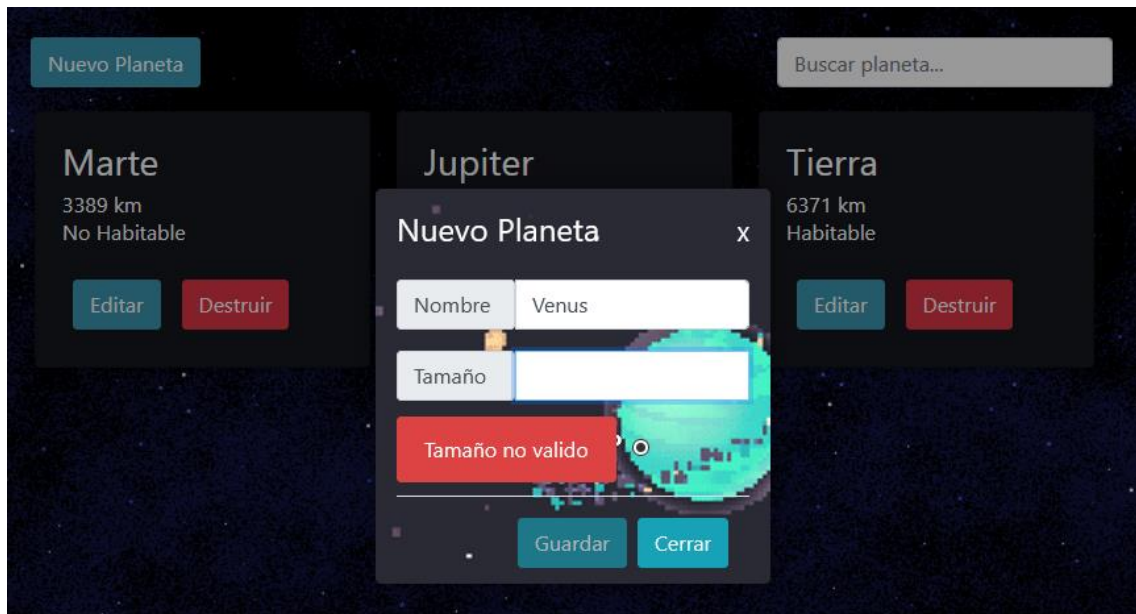 Nuevo Planeta
Buscar planeta...
Marte
3389 km
No Habitable
Editar
Destruir
Jupiter
Tierra
6371 km
Habitable
Editar
Destruir
Nuevo Planeta
x
Nombre
Venus
Tamaño
Tamaño no valido
Guardar
Cerrar